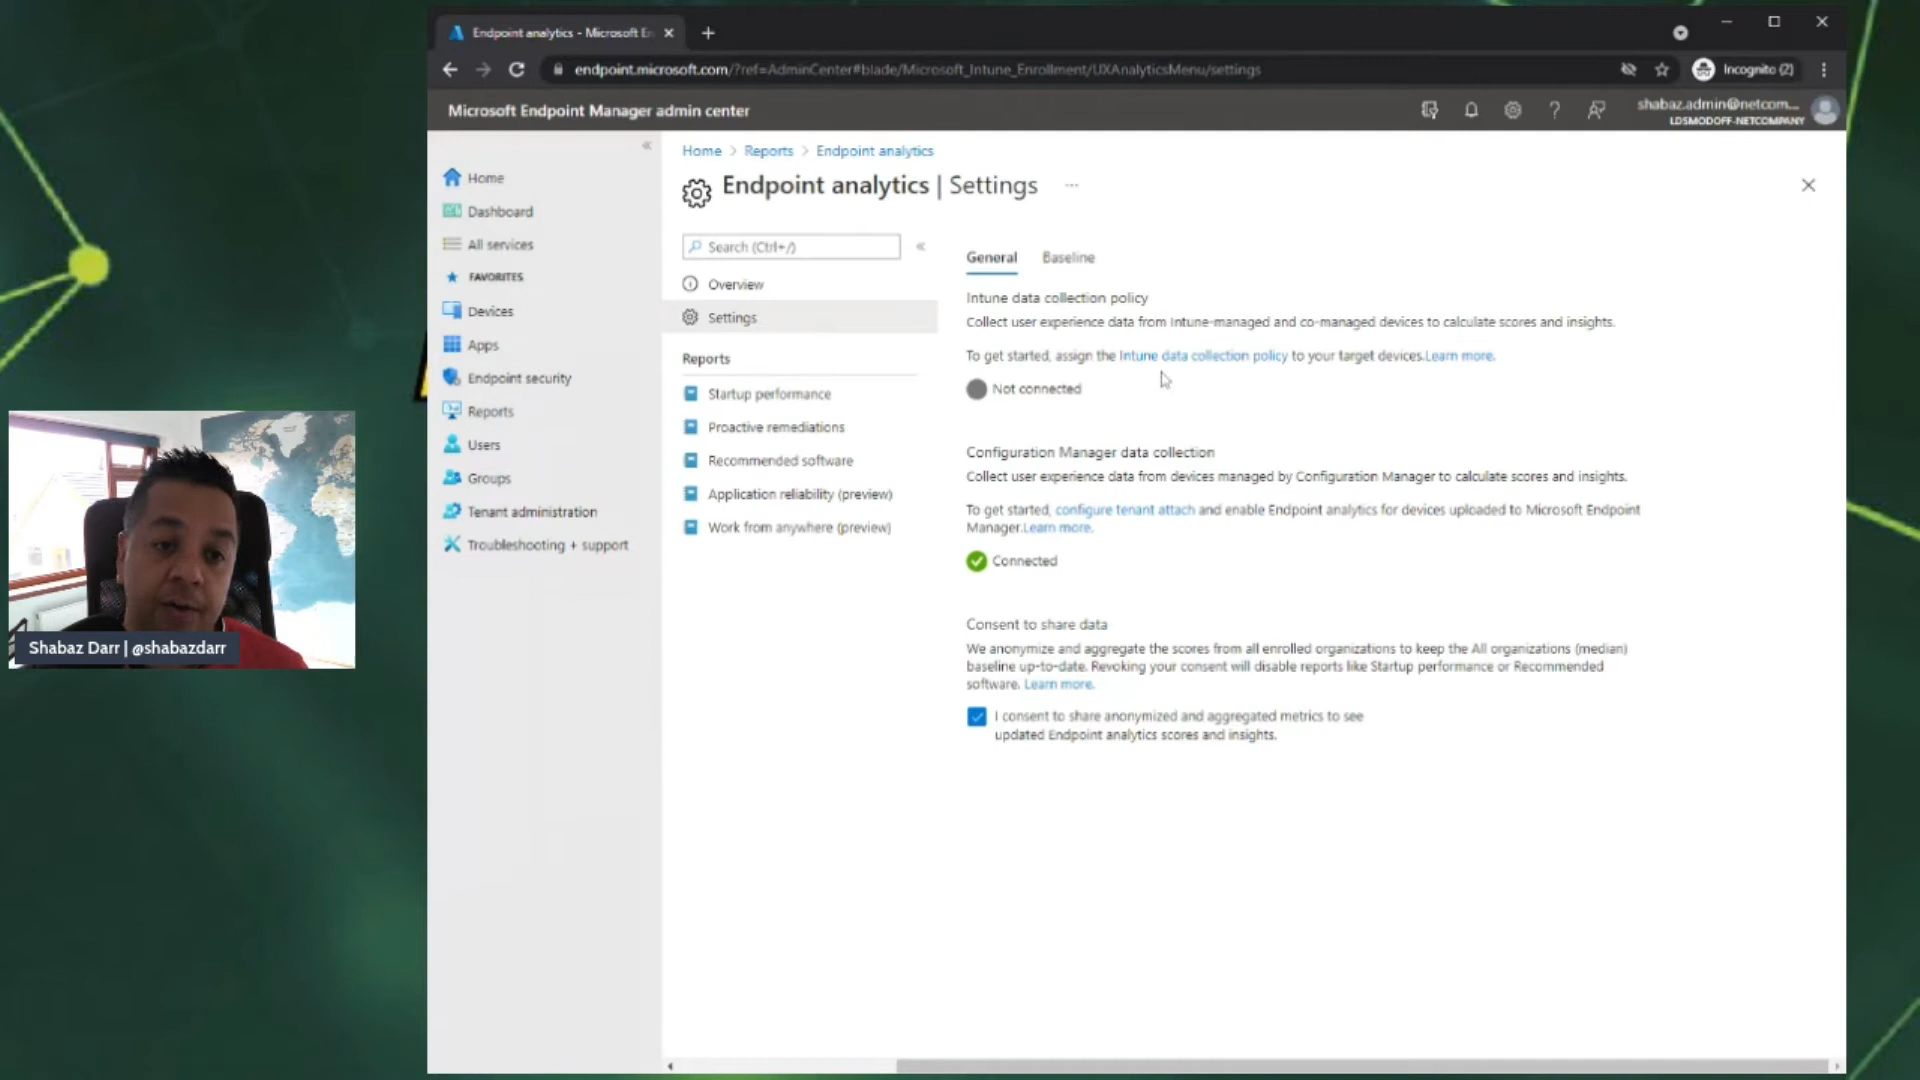 Endpoint analytics - Microsoft E
endpoint.microsoft.com/?ref=AdminCenter#blade/Microsoft_Intune_Enrollment/UXAnalyticsMenu/settings
Incognito (2)
Microsoft Endpoint Manager admin center
shabaz.admin@netcom...
LDSMODOFF-NETCOMPANY
Home > Reports > Endpoint analytics
Endpoint analytics | Settings ...
Home
Dashboard
All services
FAVORITES
Devices
Apps
Endpoint security
Reports
Users
Groups
Tenant administration
Troubleshooting + support
Search (Ctrl+/)
Overview
Settings
Reports
Startup performance
Proactive remediations
Recommended software
Application reliability (preview)
Work from anywhere (preview)
General Baseline
Intune data collection policy
Collect user experience data from Intune-managed and co-managed devices to calculate scores and insights.
To get started, assign the Intune data collection policy to your target devices.Learn more.
Not connected
Configuration Manager data collection
Collect user experience data from devices managed by Configuration Manager to calculate scores and insights.
To get started, configure tenant attach and enable Endpoint analytics for devices uploaded to Microsoft Endpoint
Manager.Learn more.
Connected
Consent to share data
We anonymize and aggregate the scores from all enrolled organizations to keep the All organizations (median)
baseline up-to-date. Revoking your consent will disable reports like Startup performance or Recommended
software. Learn more.
I consent to share anonymized and aggregated metrics to see
updated Endpoint analytics scores and insights.
Shabaz Darr | @shabazdarr